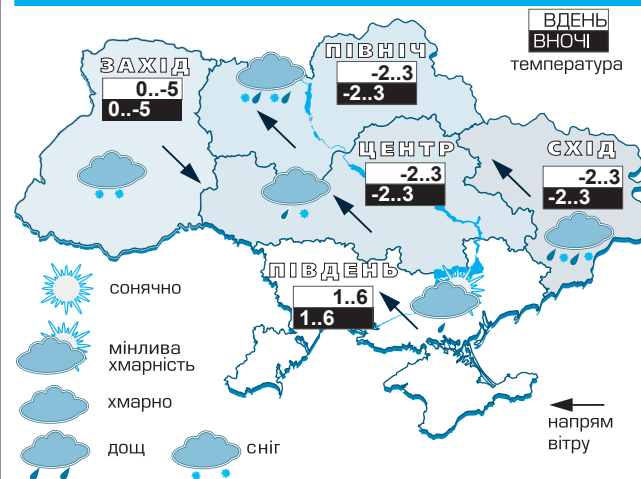 ВДЕНЬ
ВНОЧІ
температура
ПІВНІЧ
-2..3
-2..3
ЗАХІД
0..-5
0..-5
ЦЕНТР
-2..3
-2..3
СХІД
-2..3
-2..3
ПІВДЕНЬ
1..6
1..6
сонячно
мінлива
хмарність
хмарно
дощ
сніг
напрям
вітру